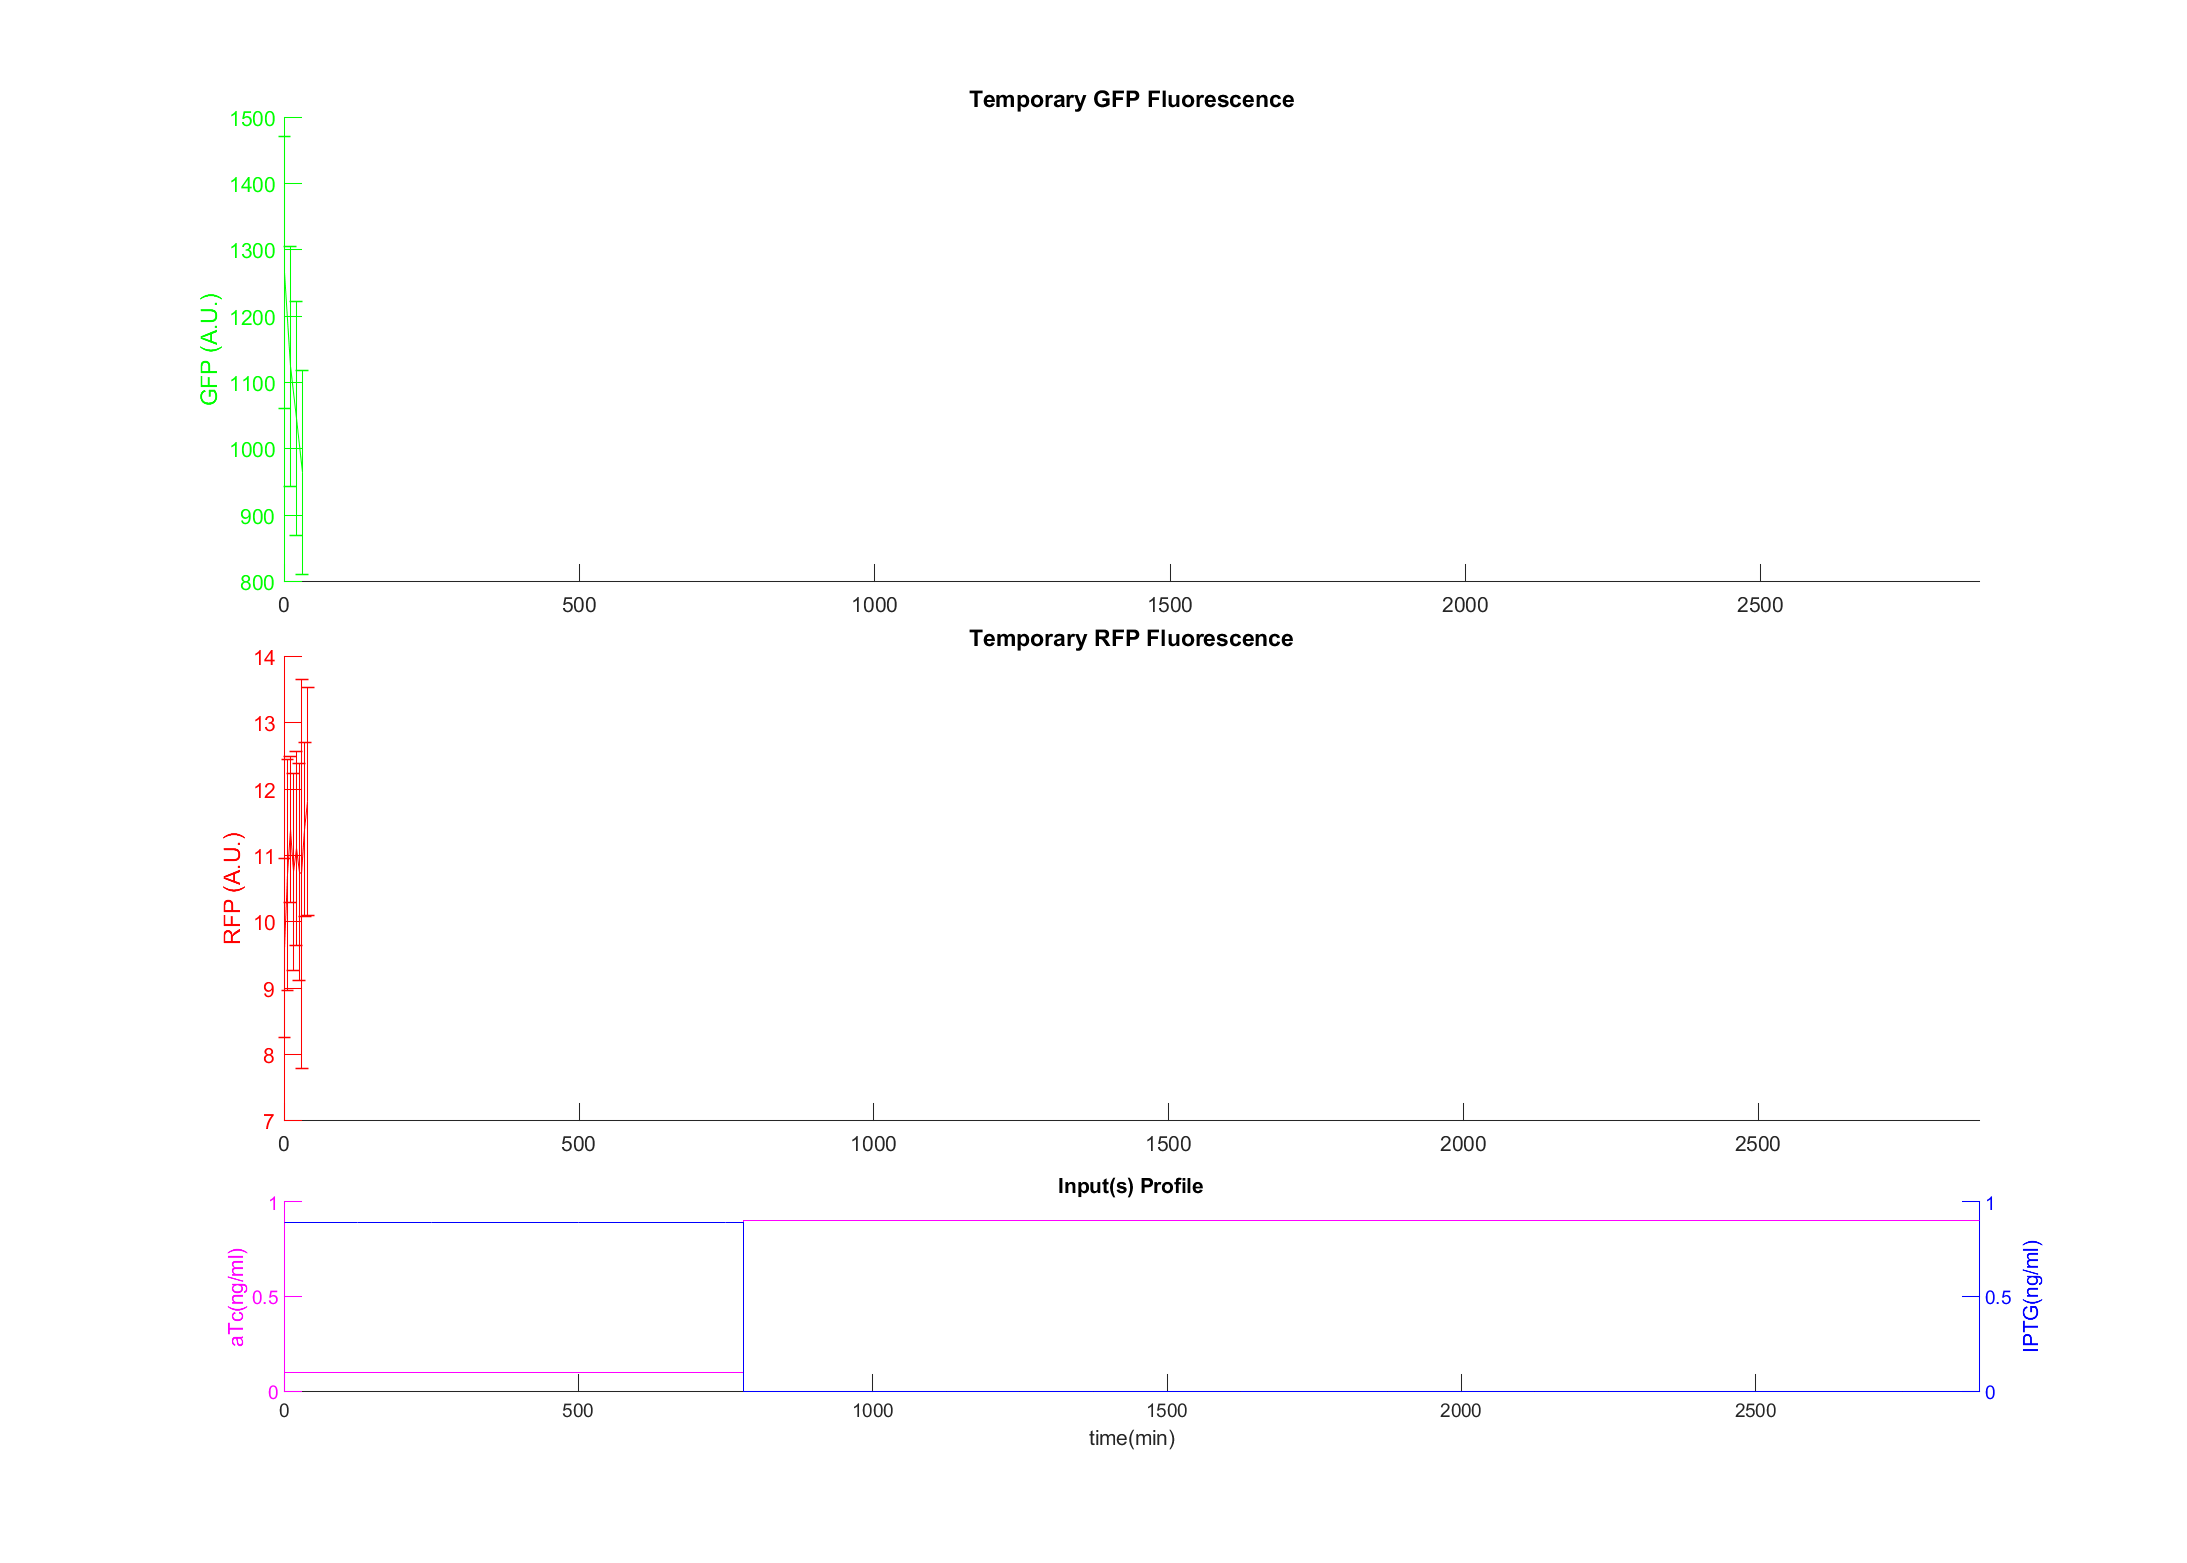 Temporary GFP Fluorescence
1500
1400
1300
1200
1100
1000
900
800
GFP (A.U.)
0 500 1000 1500 2000 2500
Temporary RFP Fluorescence
14
13
12
11
10
9
8
7
RFP (A.U.)
0 500 1000 1500 2000 2500
Input(s) Profile
1
0.5
0
aTc(ng/ml)
1
0.5
0
IPTG(ng/ml)
0 500 1000 1500 2000 2500
time(min)